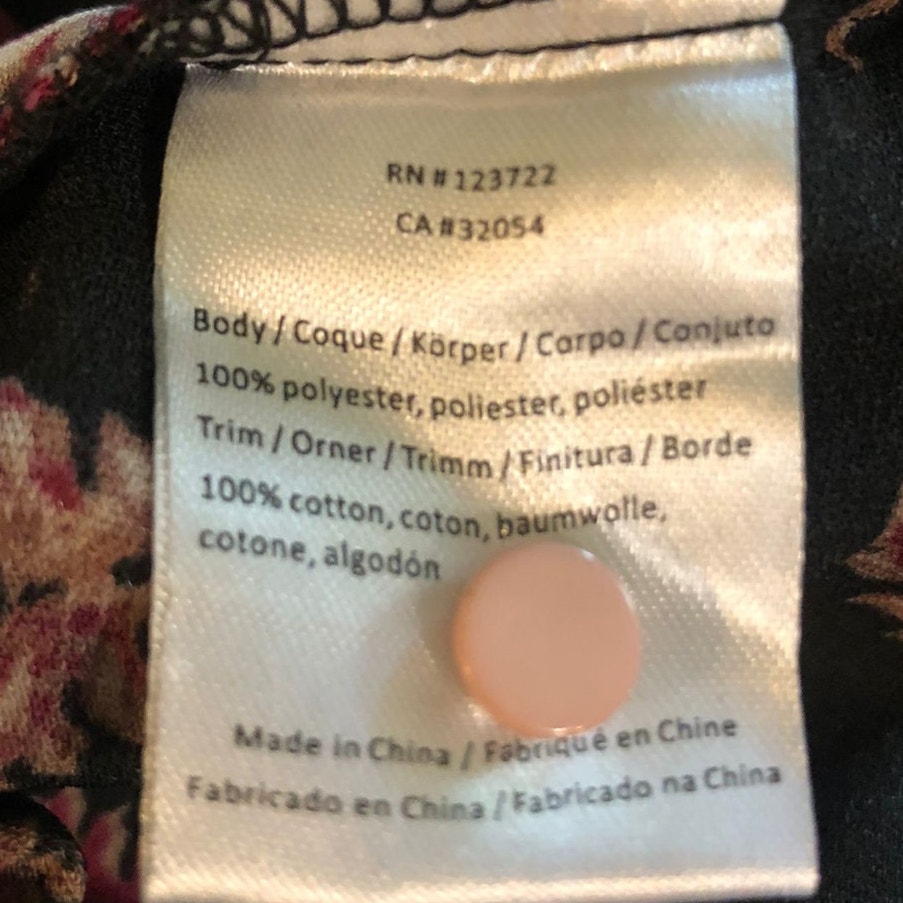 RN # 123722
CA #32054
Body / Coque / Körper / Corpo / Conjuto
100% polyester, poliester, poliéster
Trim / Orner / Trimm / Finitura / Borde
100% cotton, coton, baumwolle,
cotone, algodón
Made in China / Fabriqué en Chine
Fabricado en China / Fabricado na China